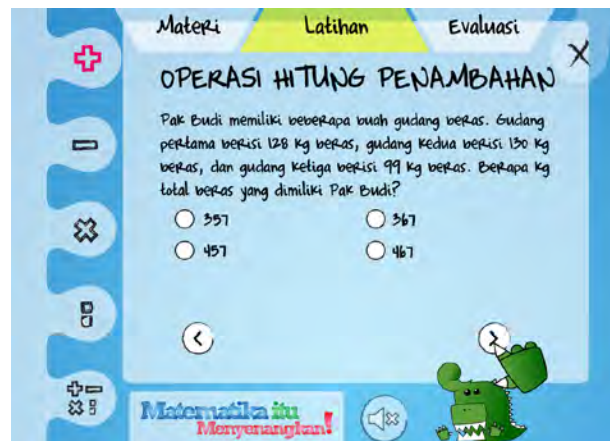 Materi Latihan Evaluasi
OPERASI HITUNG PENAMBAHAN
Pak Budi memiliki beberapa buah gudang beras. Gudang
pertama berisi 128 Kg beras, gudang kedua berisi 130 Kg
beras, dan gudang ketiga berisi 99 Kg beras. Berapa Kg
total beras yang dimiliki Pak Budi?
357 367
457 467
Matematika itu
Menyenangkan!